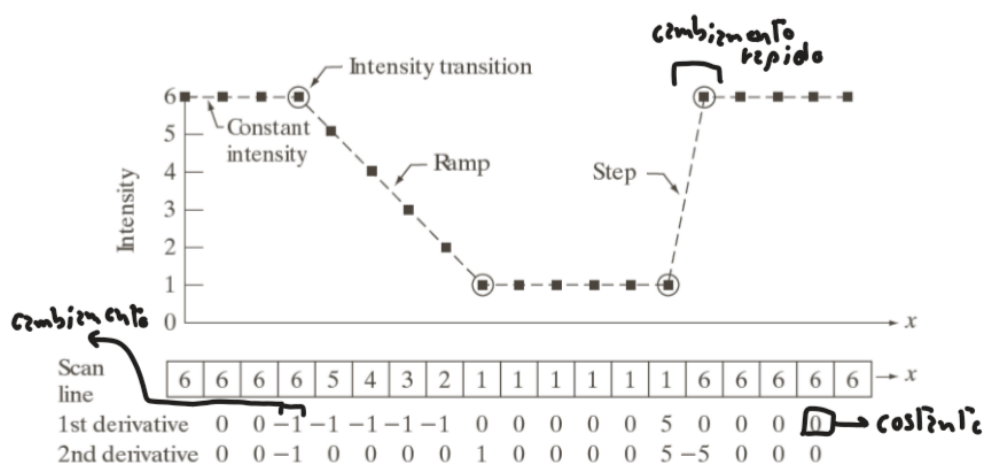 cambiamento
rapido
Intensity transition
6
Constant
intensity
5
4
Ramp
Step
3
2
1
0
Intensity
x
cambiamento
Scan
line
6 6 6 6 5 4 3 2 1 1 1 1 1 1 6 6 6 6 6
x
1st derivative 0 0 -1 -1 -1 -1 -1 0 0 0 0 0 5 0 0 0 0
costante
2nd derivative 0 0 -1 0 0 0 0 1 0 0 0 0 5 -5 0 0 0